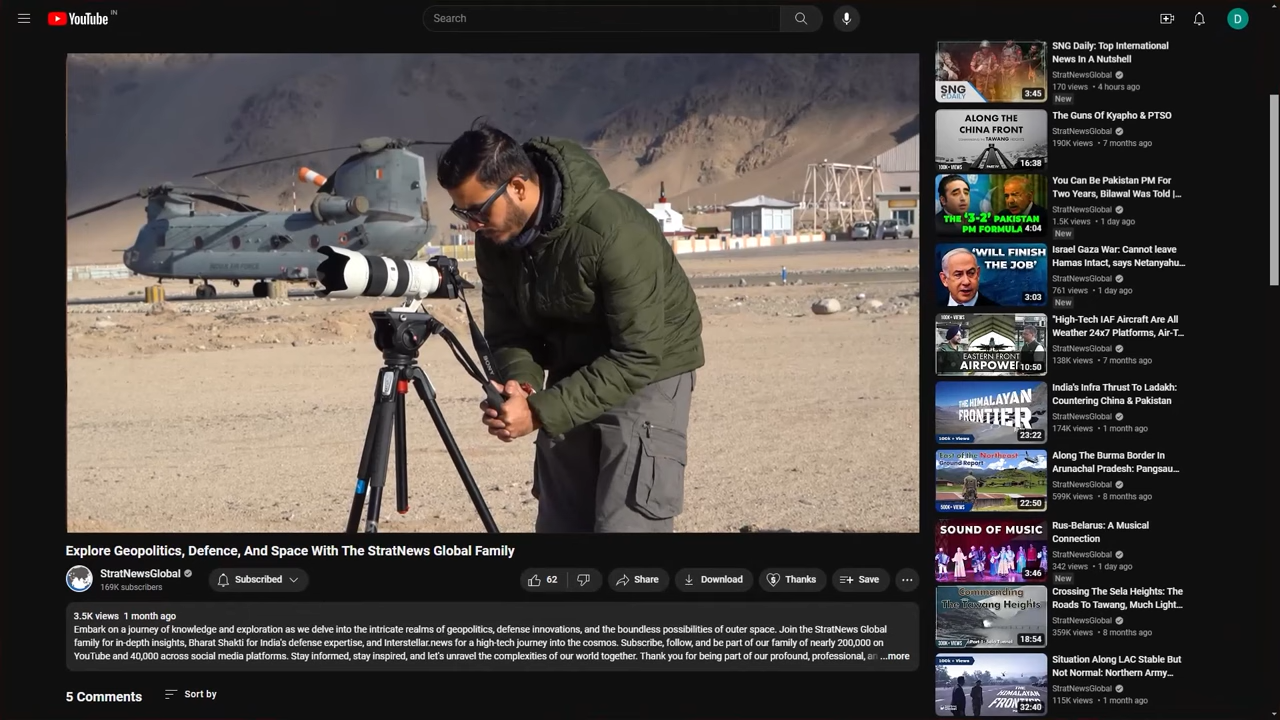 YouTube
IN
Search
D
Explore Geopolitics, Defence, And Space With The StratNews Global Family
StratNewsGlobal
169K subscribers
Subscribed
62
Share
Download
Thanks
Save
3.5K views 1 month ago
Embark on a journey of knowledge and exploration as we delve into the intricate realms of geopolitics, defense innovations, and the boundless possibilities of outer space. Join the StratNews Global
family for in-depth insights, Bharat Shakti for India's defense expertise, and Interstellar.news for a high-tech journey into the cosmos. Subscribe, follow, and be part of our family of nearly 200,000 on
YouTube and 40,000 across social media platforms. Stay informed, stay inspired, and let's unravel the complexities of our world together. Thank you for being part of our profound, professional, an ...more
5 Comments
Sort by
SNG
DAILY
3:45
SNG Daily: Top International
News In A Nutshell
StratNewsGlobal
170 views • 4 hours ago
New
ALONG THE
CHINA FRONT
16:38
The Guns Of Kyapho & PTSO
StratNewsGlobal
190K views • 7 months ago
THE '3-2' PAKISTAN
PM FORMULA
4:04
You Can Be Pakistan PM For
Two Years, Bilawal Was Told |...
StratNewsGlobal
1.5K views • 1 day ago
New
'WILL FINISH
THE JOB'
3:03
Israel Gaza War: Cannot leave
Hamas Intact, says Netanyahu...
StratNewsGlobal
761 views • 1 day ago
New
EASTERN FRONT
AIRPOWE
10:50
"High-Tech IAF Aircraft Are All
Weather 24x7 Platforms, Air-T...
StratNewsGlobal
138K views • 7 months ago
THE HIMALAYAN
FRONTIER
100K+ Views
23:22
India's Infra Thrust To Ladakh:
Countering China & Pakistan
StratNewsGlobal
174K views • 1 month ago
East of the Northeast
Ground Report
500K+ VIEWS
22:50
Along The Burma Border In
Arunachal Pradesh: Pangsau...
StratNewsGlobal
599K views • 8 months ago
SOUND OF MUSIC
3:46
Rus-Belarus: A Musical
Connection
StratNewsGlobal
342 views • 1 day ago
New
Commanding
The Tawang Heights
18:54
Crossing The Sela Heights: The
Roads To Tawang, Much Light...
StratNewsGlobal
359K views • 8 months ago
100K + Views
THE HIMALAYAN
FRONTIER
32:40
Situation Along LAC Stable But
Not Normal: Northern Army...
StratNewsGlobal
115K views • 1 month ago